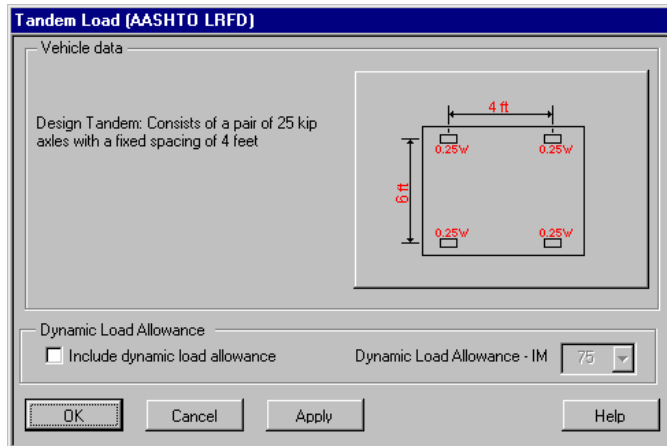 Tandem Load (AASHTO LRFD)
Vehicle data
Design Tandem: Consists of a pair of 25 kip
axles with a fixed spacing of 4 feet
4 ft
0.25W 0.25W
6 ft
0.25W 0.25W
Dynamic Load Allowance
Include dynamic load allowance Dynamic Load Allowance - IM 75
OK Cancel Apply Help